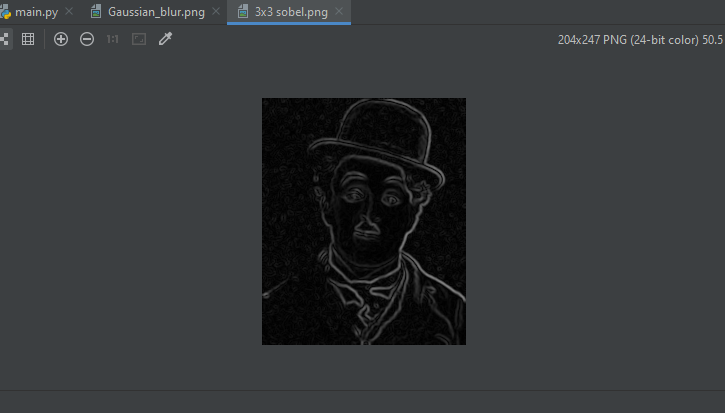 main.py Gaussian_blur.png 3x3 sobel.png
1:1 204x247 PNG (24-bit color) 50.5